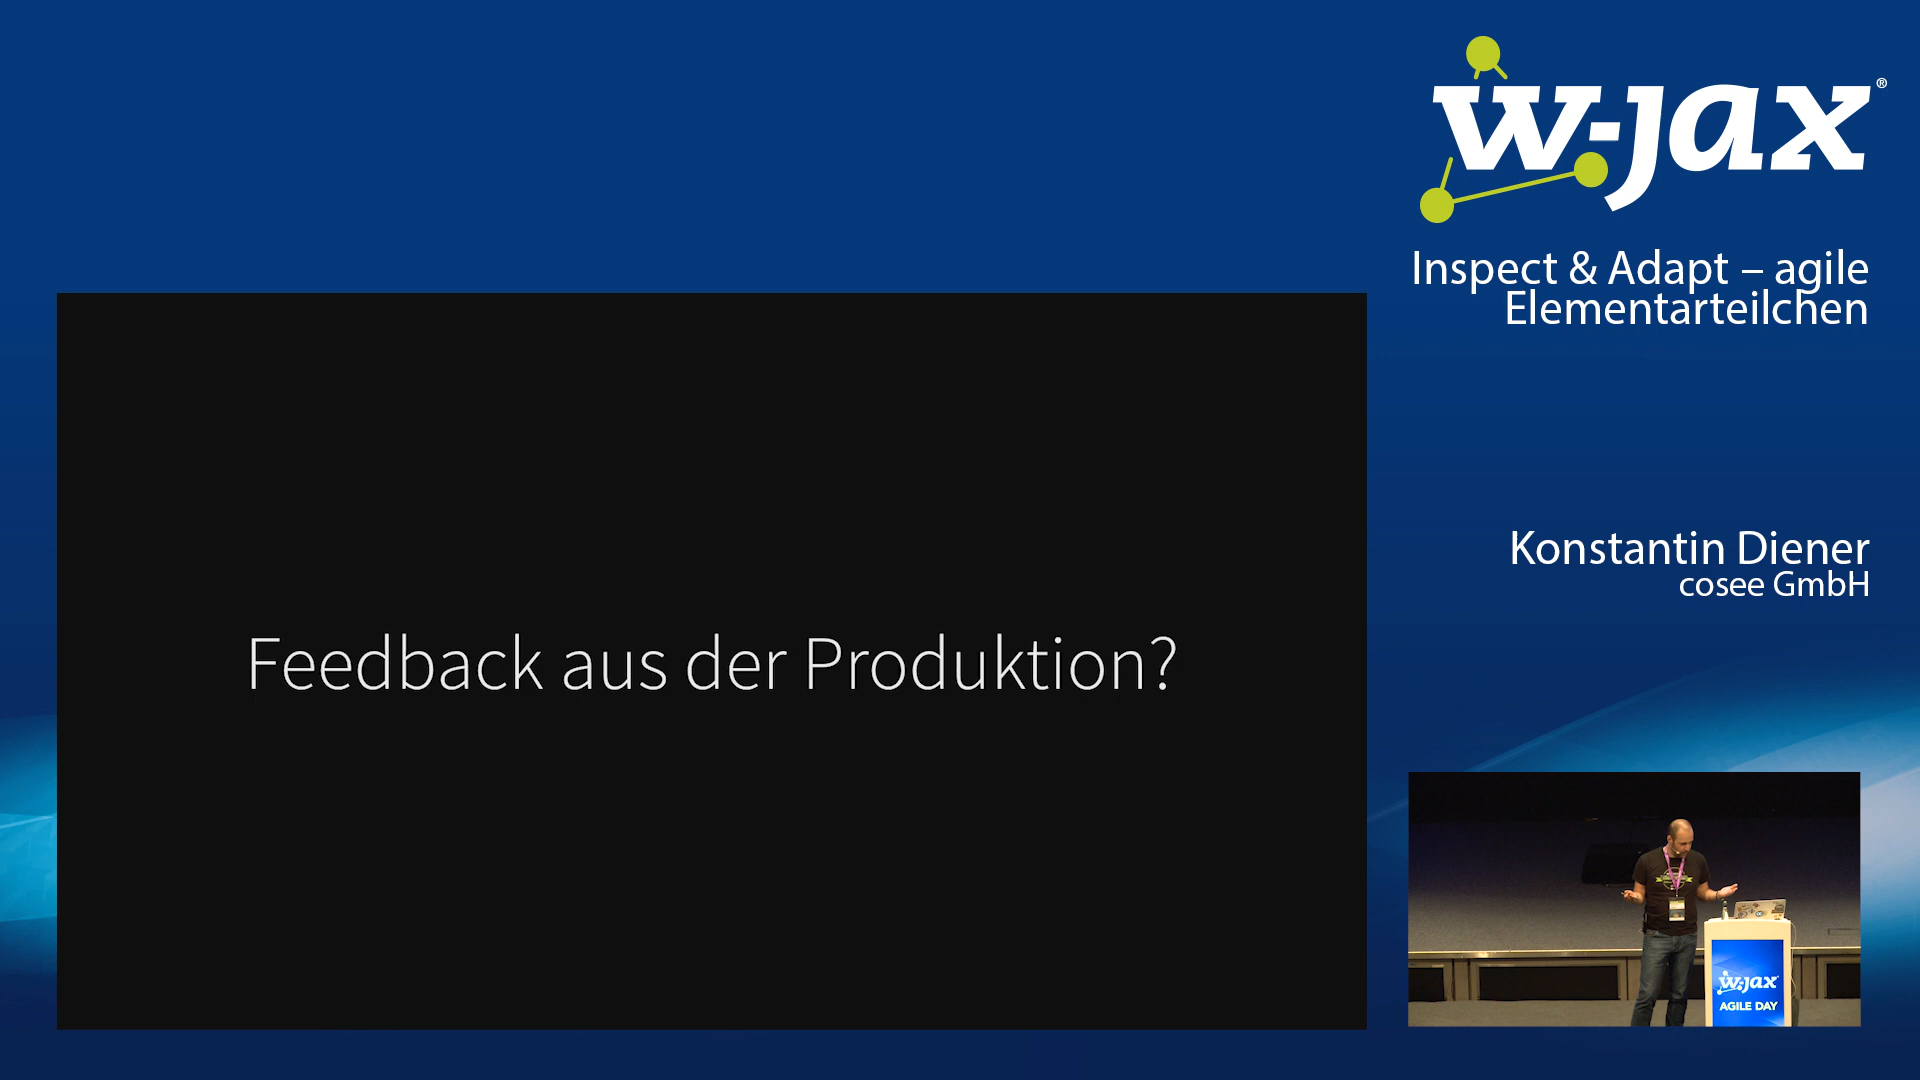 w-jax®
Inspect & Adapt – agile
Elementarteilchen
Feedback aus der Produktion?
Konstantin Diener
cosee GmbH
w-jax
AGILE DAY